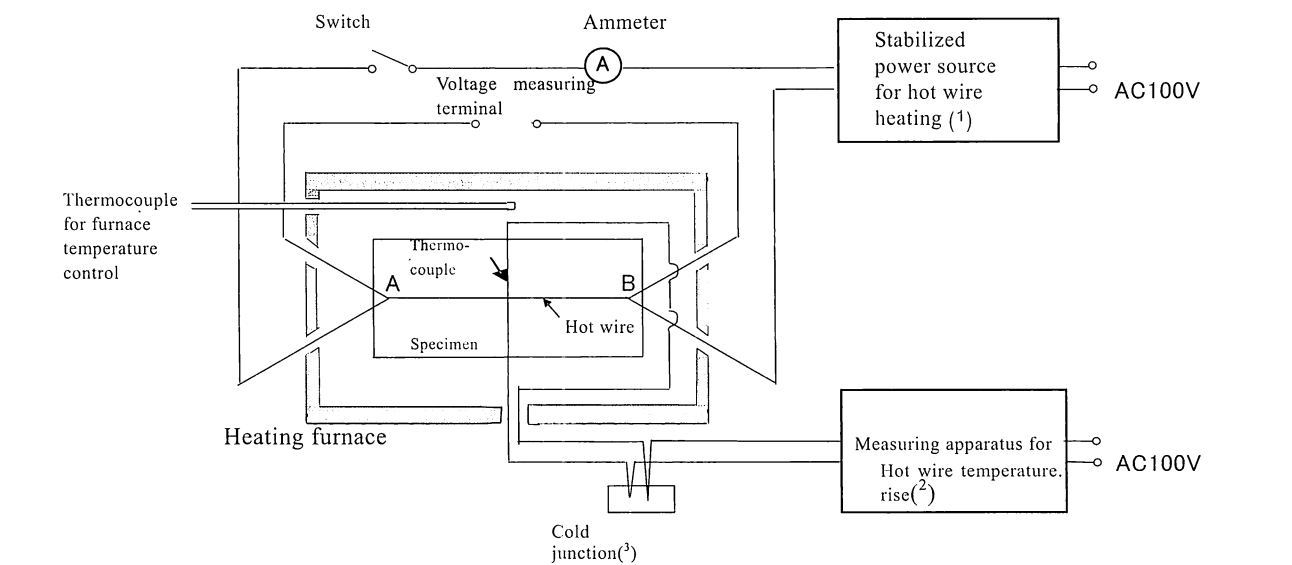 Switch
Ammeter
A
Voltage measuring
terminal
Stabilized
power source
for hot wire
heating (1)
AC100V
Thermocouple
for furnace
temperature
control
Thermo-
couple
A
B
Hot wire
Specimen
Heating furnace
Measuring apparatus for
Hot wire temperature.
rise(2)
AC100V
Cold
junction(3)